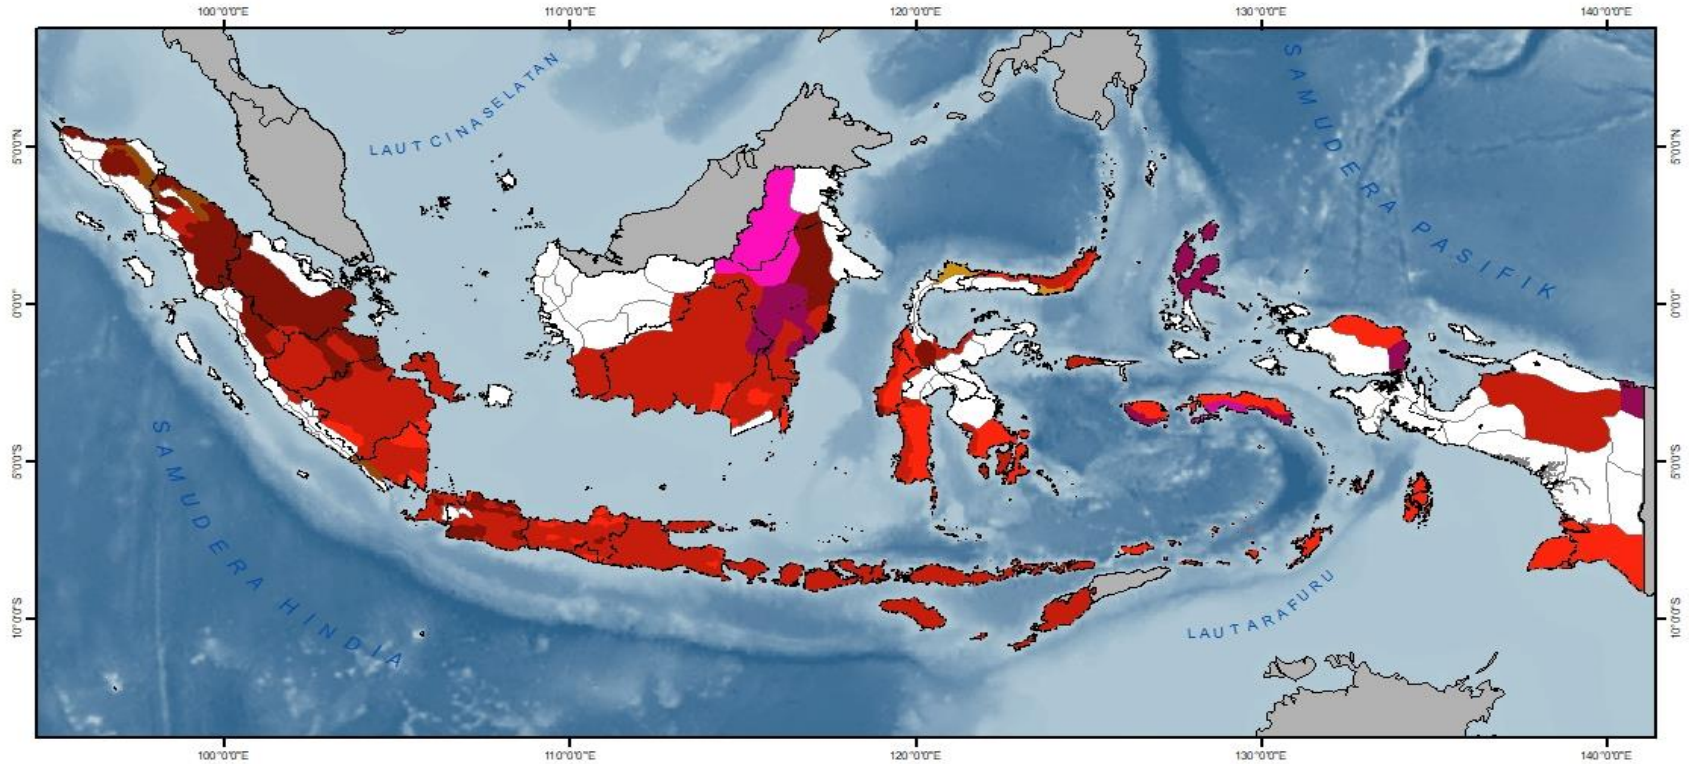 100°0'0"E 110°0'0"E 120°0'0"E 130°0'0"E 140°0'0"E
LAUT CINA SELATAN
SAMUDERA PASIFIK
5°0'0"N 5°0'0"N
0°0'0" 0°0'0"
5°0'0"S 5°0'0"S
10°0'0"S 10°0'0"S
SAMUDERA HINDIA
LAUT ARAFURU
100°0'0"E 110°0'0"E 120°0'0"E 130°0'0"E 140°0'0"E